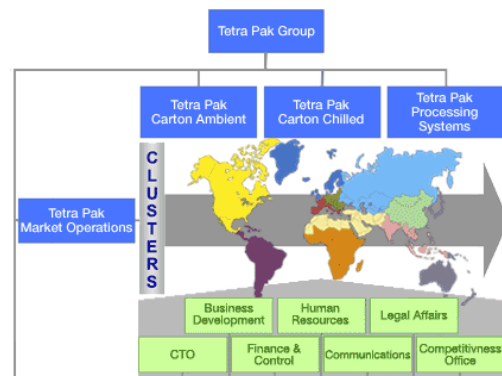 Tetra Pak Group
Tetra Pak
Carton Ambient
Tetra Pak
Carton Chilled
Tetra Pak
Processing
Systems
CLUSTERS
Tetra Pak
Market Operations
Business
Development
Human
Resources
Legal Affairs
CTO
Finance &
Control
Communications
Competitivness
Office